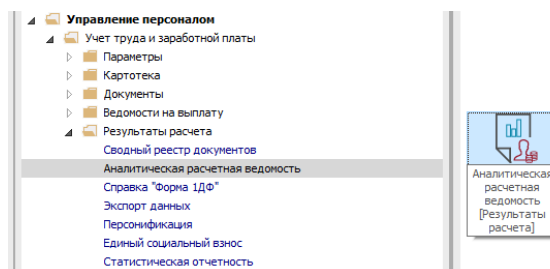 Управление персоналом
Учет труда и заработной платы
Параметры
Картотека
Документы
Ведомости на выплату
Результаты расчета
Сводный реестр документов
Аналитическая расчетная ведомость
Справка "Форма 1ДФ"
Экспорт данных
Персонификация
Единый социальный взнос
Статистическая отчетность
Аналитическая
расчетная
ведомость
[Результаты
расчета]